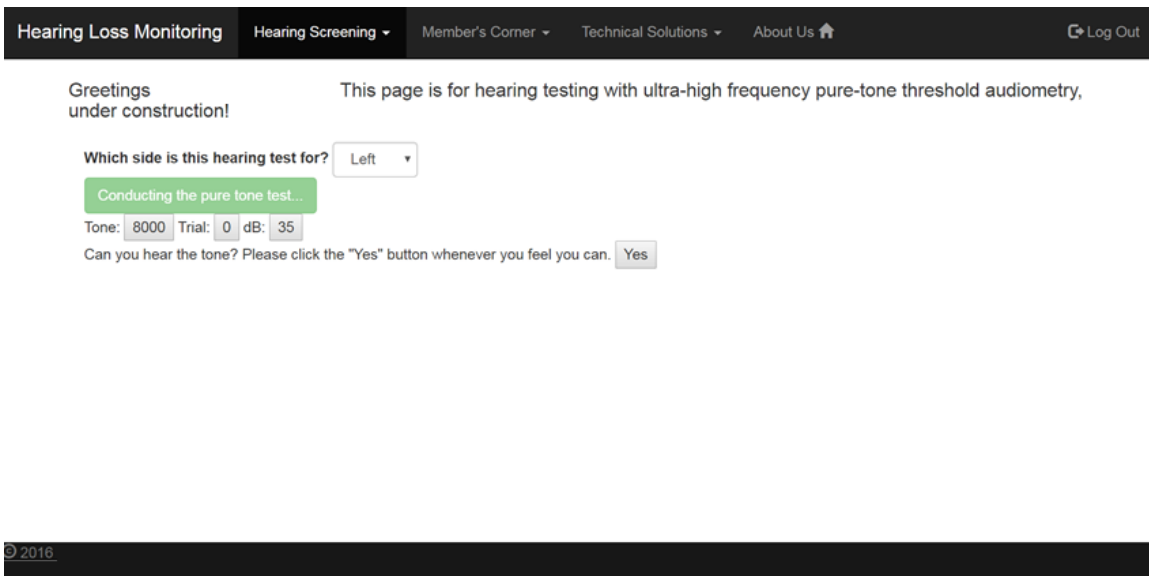 Hearing Loss Monitoring Hearing Screening Member's Corner Technical Solutions About Us Log Out
Greetings This page is for hearing testing with ultra-high frequency pure-tone threshold audiometry,
under construction!
Which side is this hearing test for? Left
Conducting the pure tone test...
Tone: 8000 Trial: 0 dB: 35
Can you hear the tone? Please click the "Yes" button whenever you feel you can. Yes
© 2016